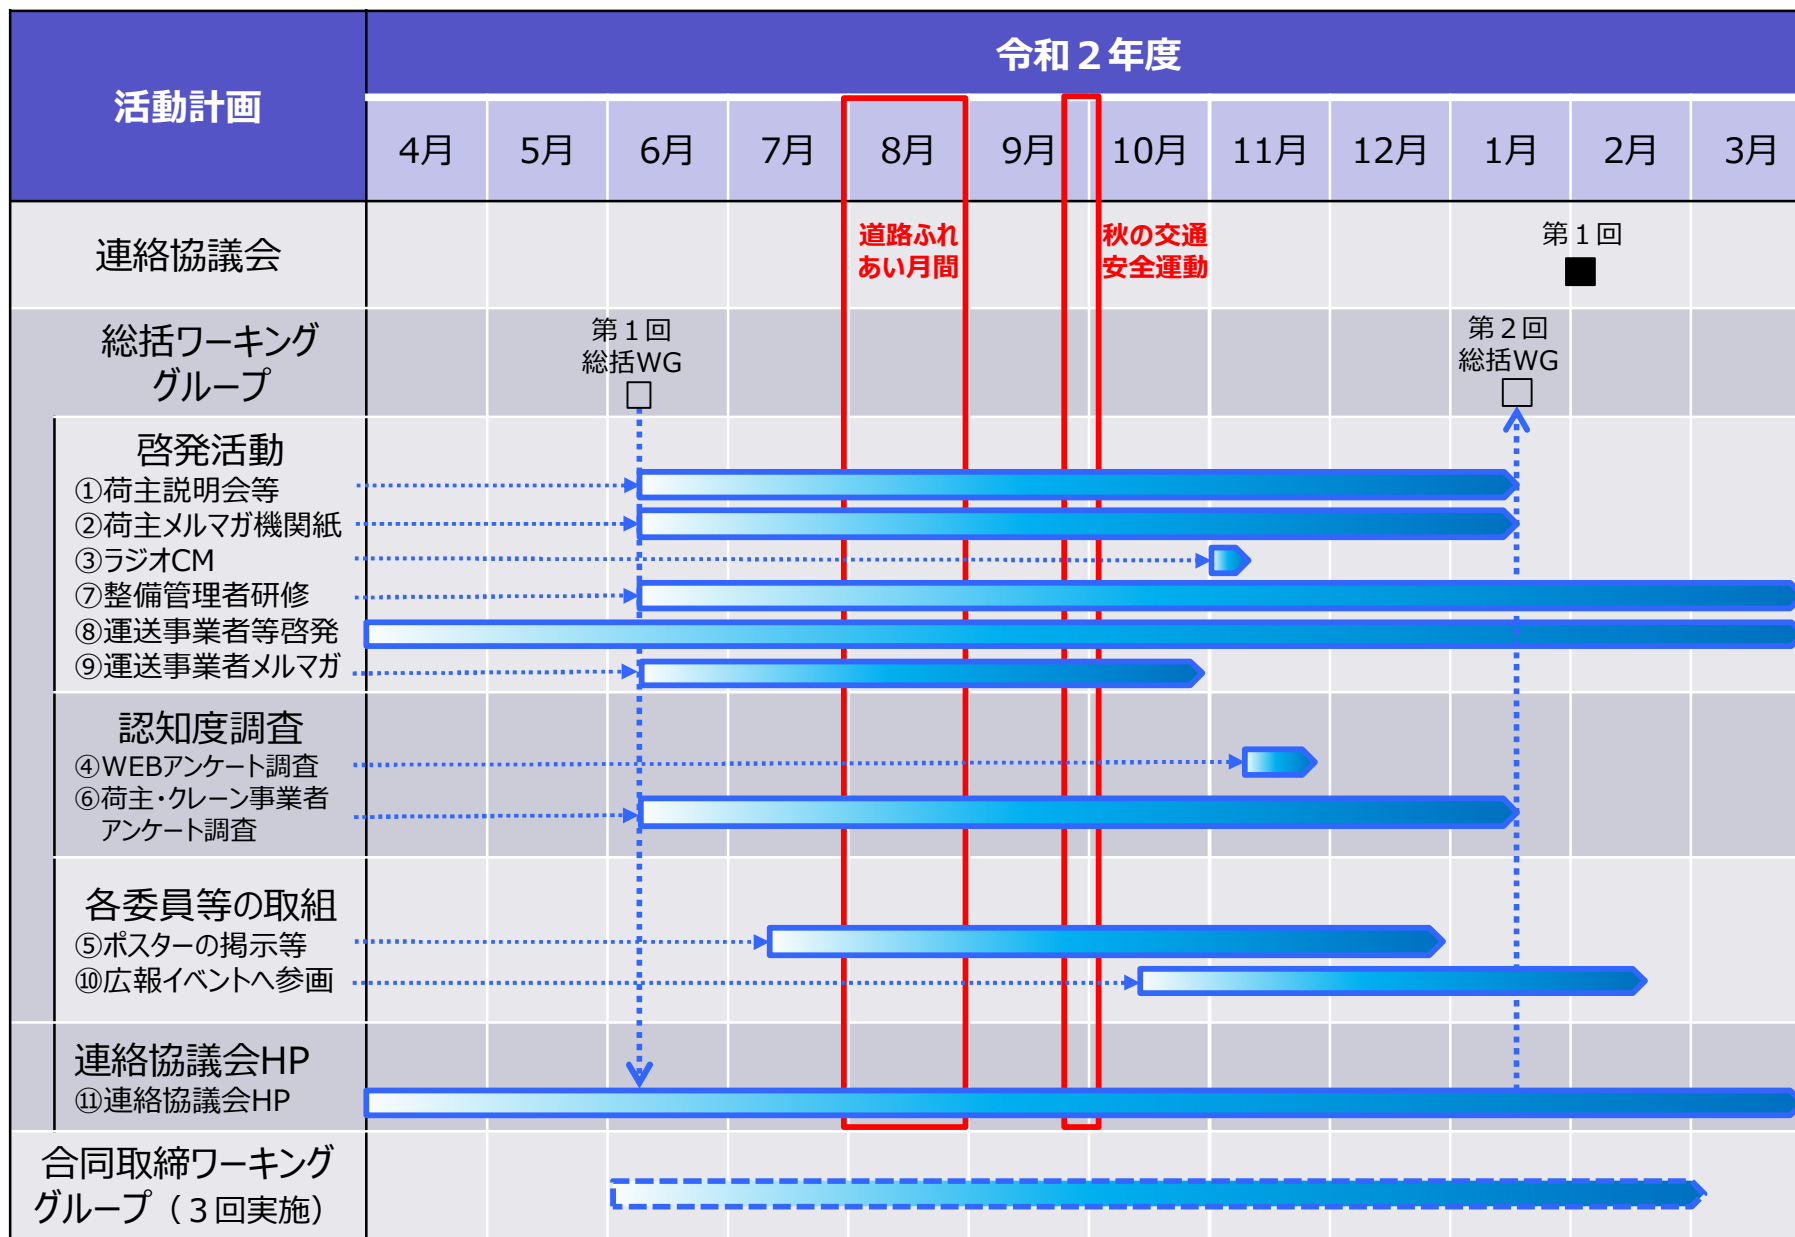 活動計画
令和２年度
4月 5月 6月 7月 8月 9月 10月 11月 12月 1月 2月 3月
連絡協議会
道路ふれ
あい月間
秋の交通
安全運動
第１回
総括ワーキング
グループ
第１回
総括WG
第２回
総括WG
啓発活動
①荷主説明会等
②荷主メルマガ機関紙
③ラジオCM
⑦整備管理者研修
⑧運送事業者等啓発
⑨運送事業者メルマガ
認知度調査
④WEBアンケート調査
⑥荷主・クレーン事業者
アンケート調査
各委員等の取組
⑤ポスターの掲示等
⑩広報イベントへ参画
連絡協議会HP
⑪連絡協議会HP
合同取締ワーキング
グループ（３回実施）